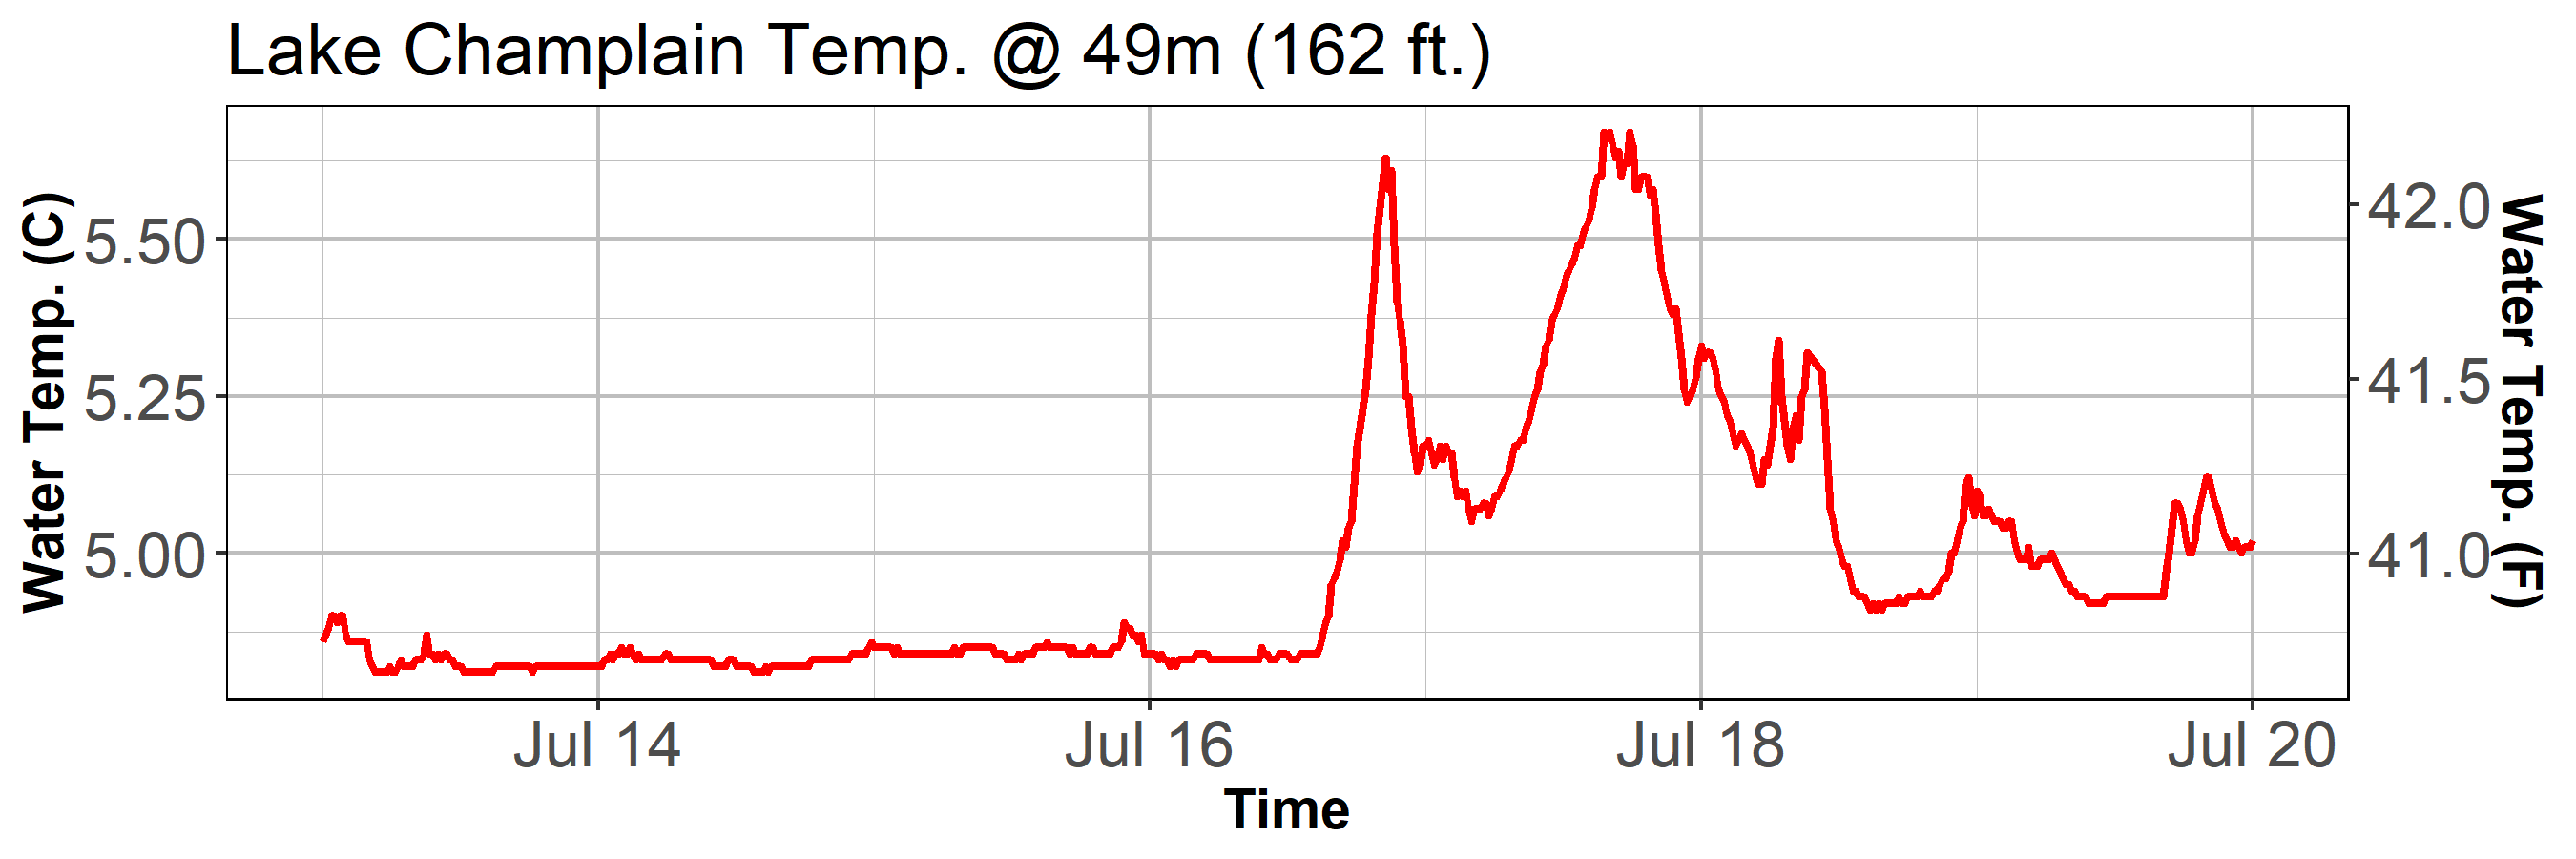 Lake Champlain Temp. @ 49m (162 ft.)
Water Temp. (C)
5.50
5.25
5.00
42.0
41.5
41.0
Water Temp. (F)
Jul 14 Jul 16 Jul 18 Jul 20
Time